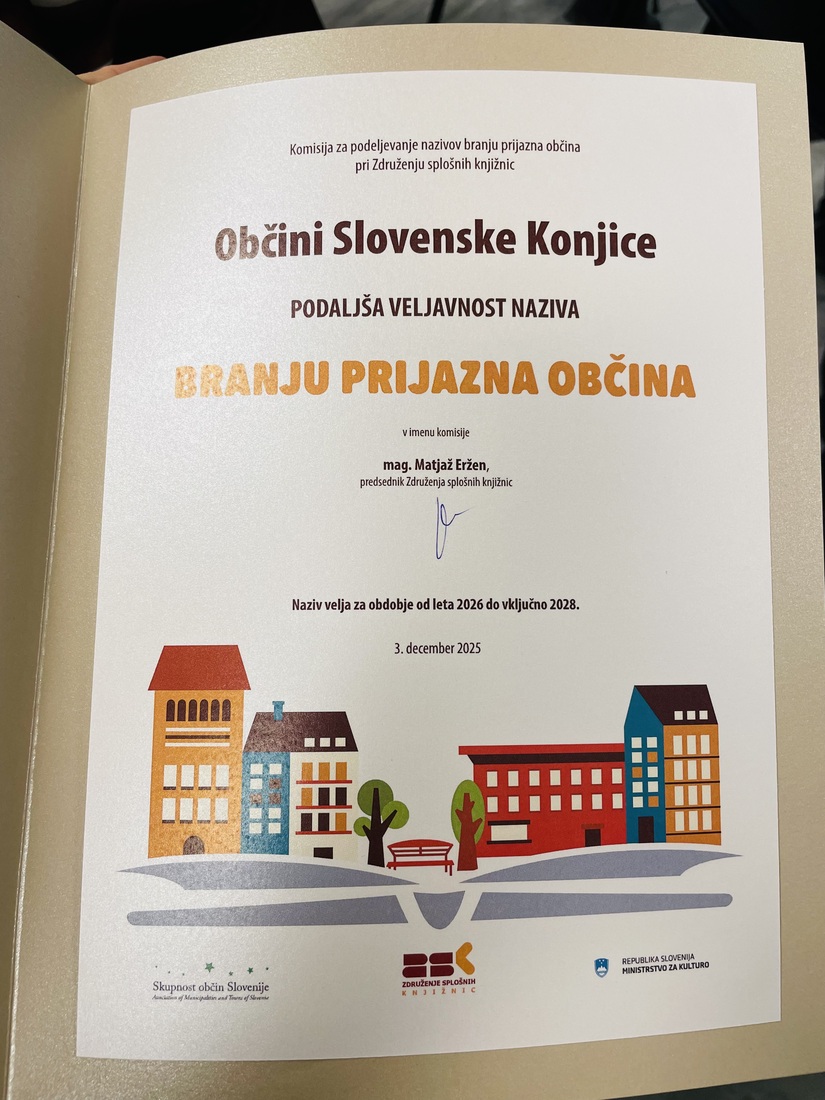 Komisija za podeljevanje nazivov branju prijazna občina
pri Združenju splošnih knjižnic
Občini Slovenske Konjice
PODALJŠA VELJAVNOST NAZIVA
BRANJU PRIJAZNA OBČINA
v imenu komisije
mag. Matjaž Eržen,
predsednik Združenja splošnih knjižnic
Naziv velja za obdobje od leta 2026 do vključno 2028.
3. december 2025
Skupnost občin Slovenije
Association of Municipalities and Towns of Slovenia
ZDRUŽENJE SPLOŠNIH
KNJIŽNIC
REPUBLIKA SLOVENIJA
MINISTRSTVO ZA KULTURO